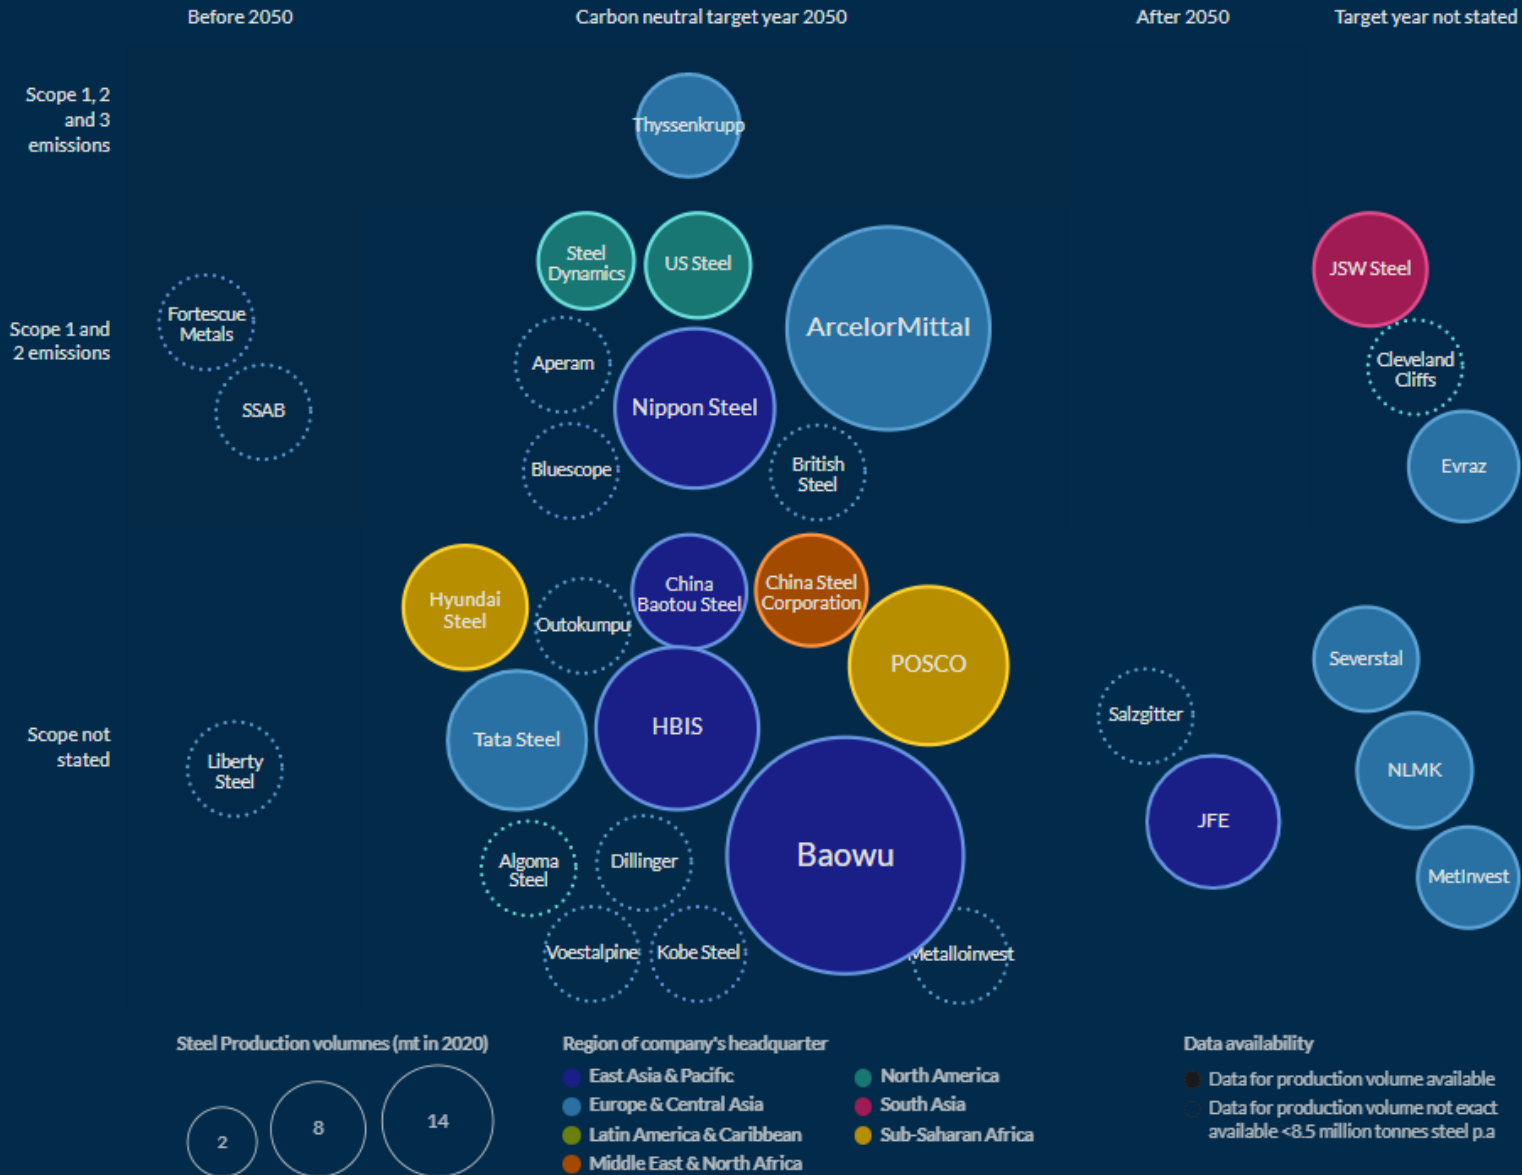 Before 2050
Carbon neutral target year 2050
After 2050
Target year not stated
Scope 1, 2
and 3
emissions
Thyssenkrupp
Scope 1 and
2 emissions
Fortescue
Metals
SSAB
Steel
Dynamics
US Steel
ArcelorMittal
Aperam
Nippon Steel
Bluescope
British
Steel
JSW Steel
Cleveland
Cliffs
Evraz
Scope not
stated
Liberty
Steel
Hyundai
Steel
Outokumpu
China
Baotou Steel
China Steel
Corporation
POSCO
Tata Steel
HBIS
Baowu
Algoma
Steel
Dillinger
Voestalpine
Kobe Steel
Metalloinvest
Salzgitter
JFE
Severstal
NLMK
MetInvest
Steel Production volumnes (mt in 2020)
2
8
14
Region of company's headquarter
East Asia & Pacific
Europe & Central Asia
Latin America & Caribbean
Middle East & North Africa
North America
South Asia
Sub-Saharan Africa
Data availability
Data for production volume available
Data for production volume not exact
available <8.5 million tonnes steel p.a